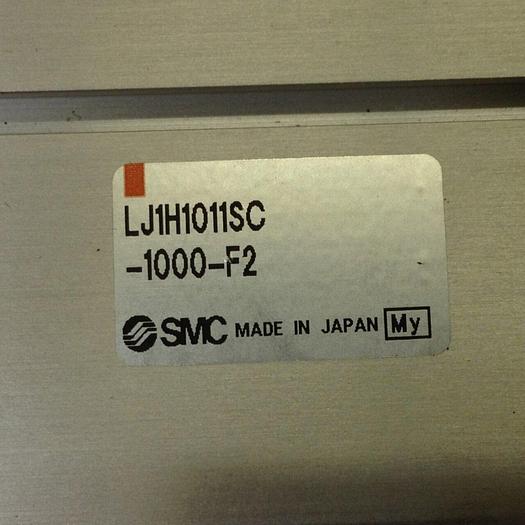 LJ1H1011SC
-1000-F2
SMC MADE IN JAPAN My